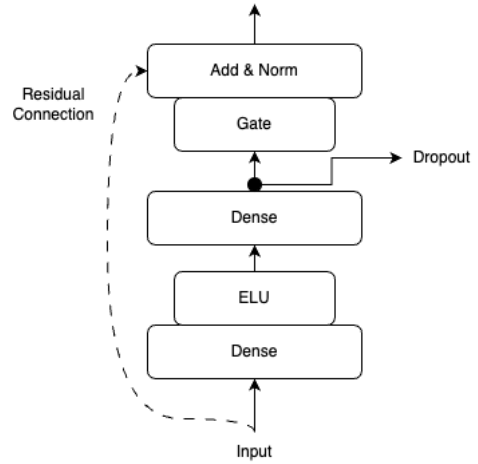 Add & Norm
Residual
Connection
Gate
Dropout
Dense
ELU
Dense
Input